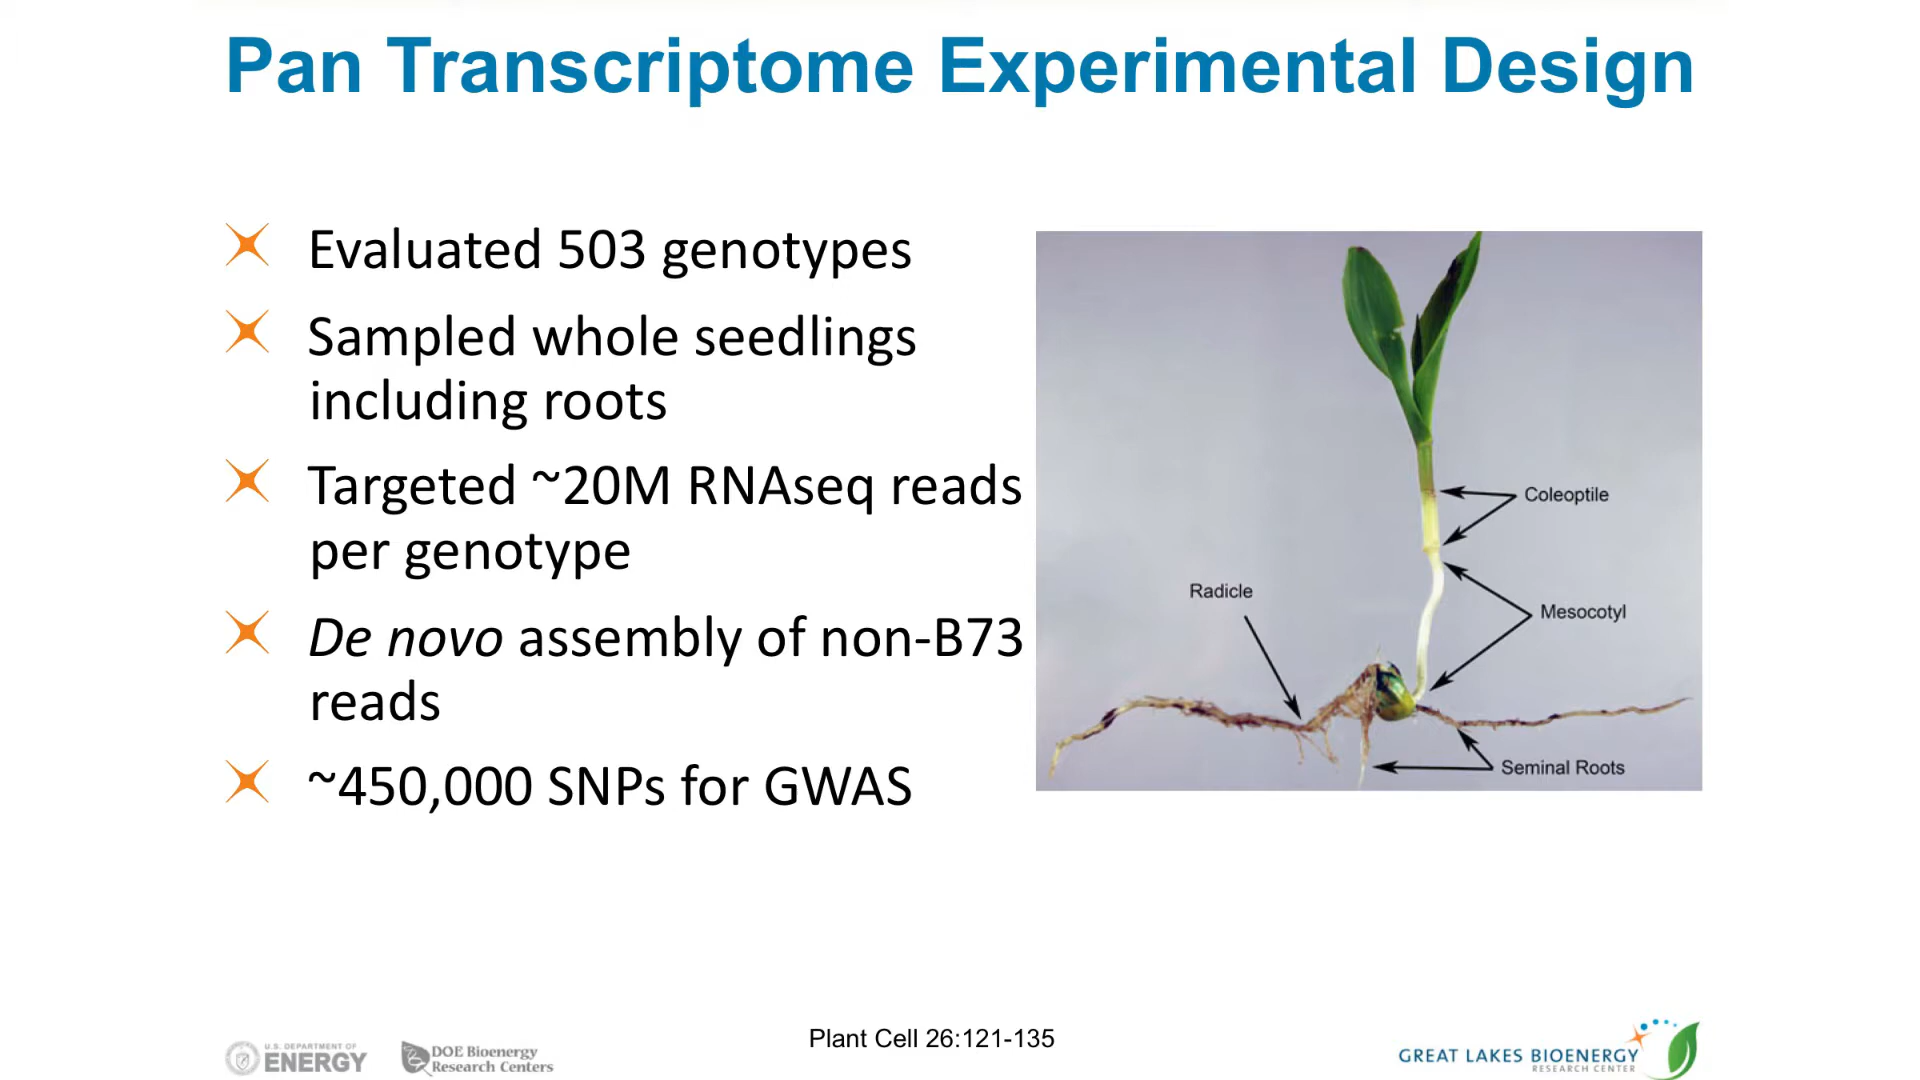 Pan Transcriptome Experimental Design
Evaluated 503 genotypes
Sampled whole seedlings
including roots
Targeted ~20M RNAseq reads
per genotype
De novo assembly of non-B73
reads
~450,000 SNPs for GWAS
Coleoptile
Radicle
Mesocotyl
Seminal Roots
Plant Cell 26:121-135
U.S. DEPARTMENT OF
ENERGY
DOE Bioenergy
Research Centers
GREAT LAKES BIOENERGY
RESEARCH CENTER